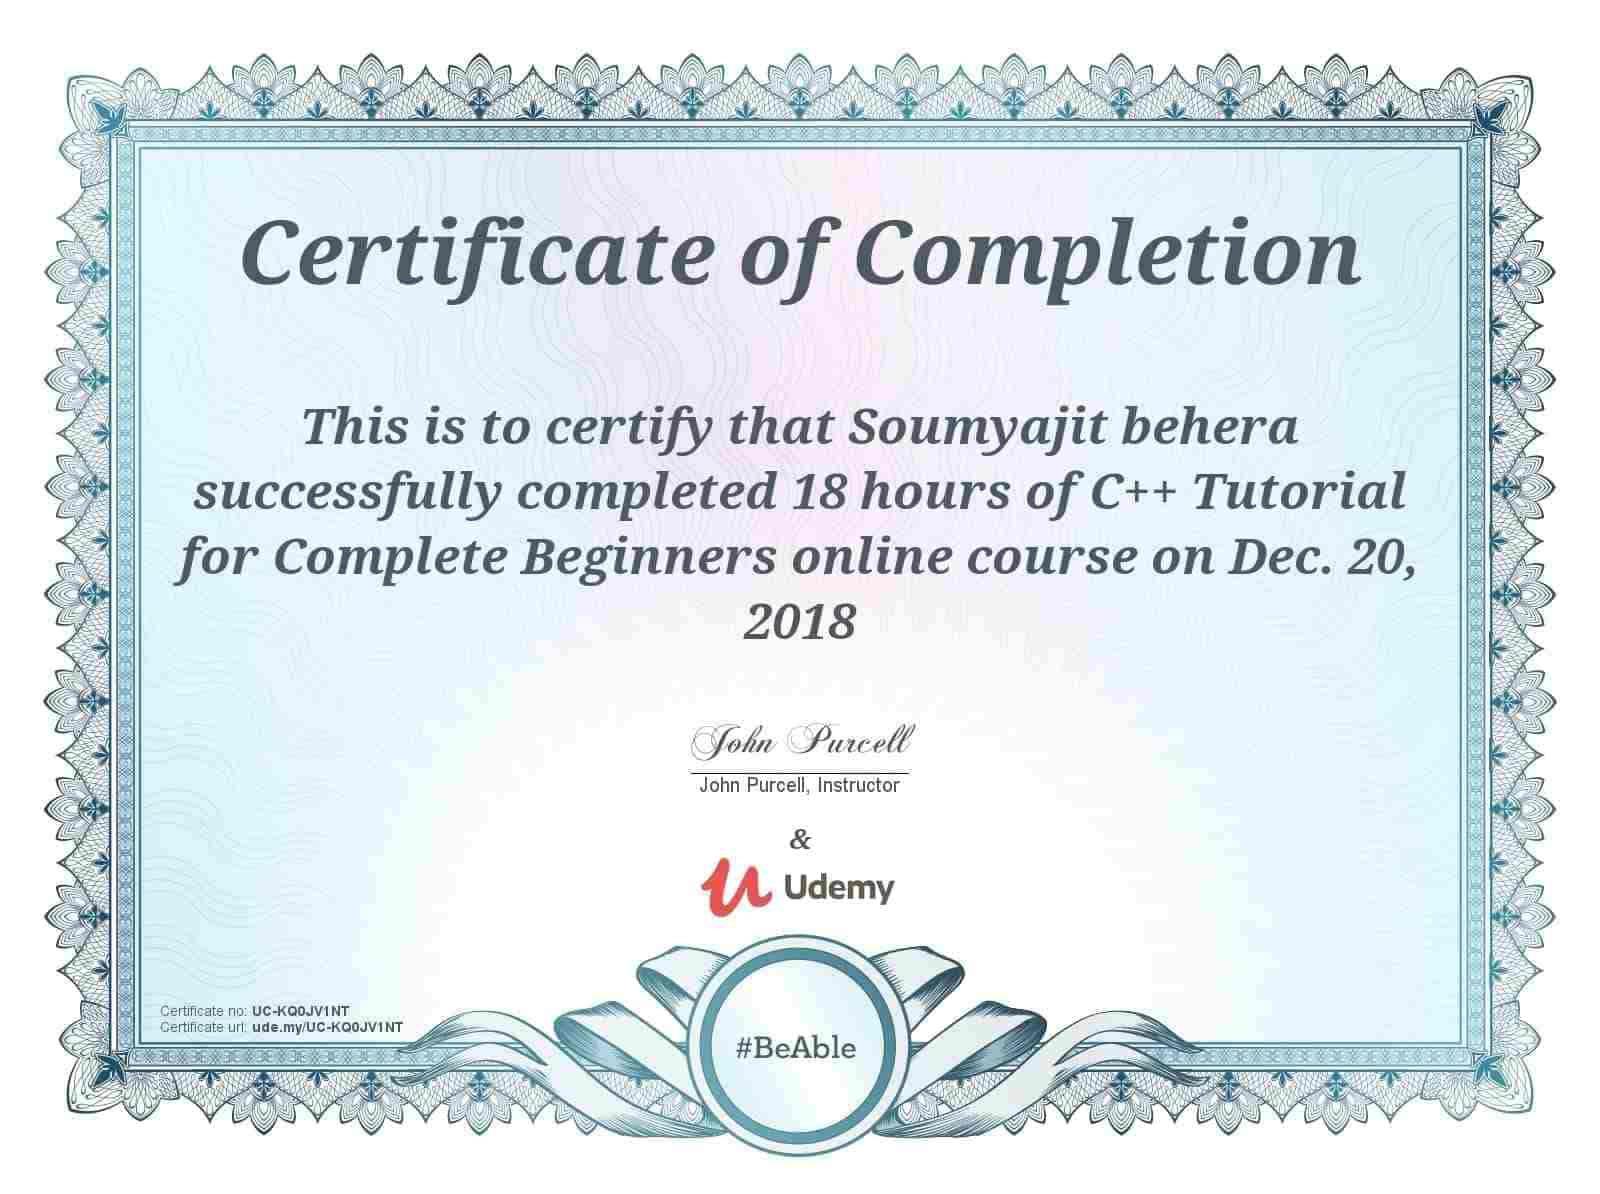 Certificate of Completion
This is to certify that Soumyajit behera
successfully completed 18 hours of C++ Tutorial
for Complete Beginners online course on Dec. 20,
2018
John Purcell
John Purcell, Instructor
&
Udemy
Certificate no: UC-KQ0JV1NT
Certificate url: ude.my/UC-KQ0JV1NT
#BeAble